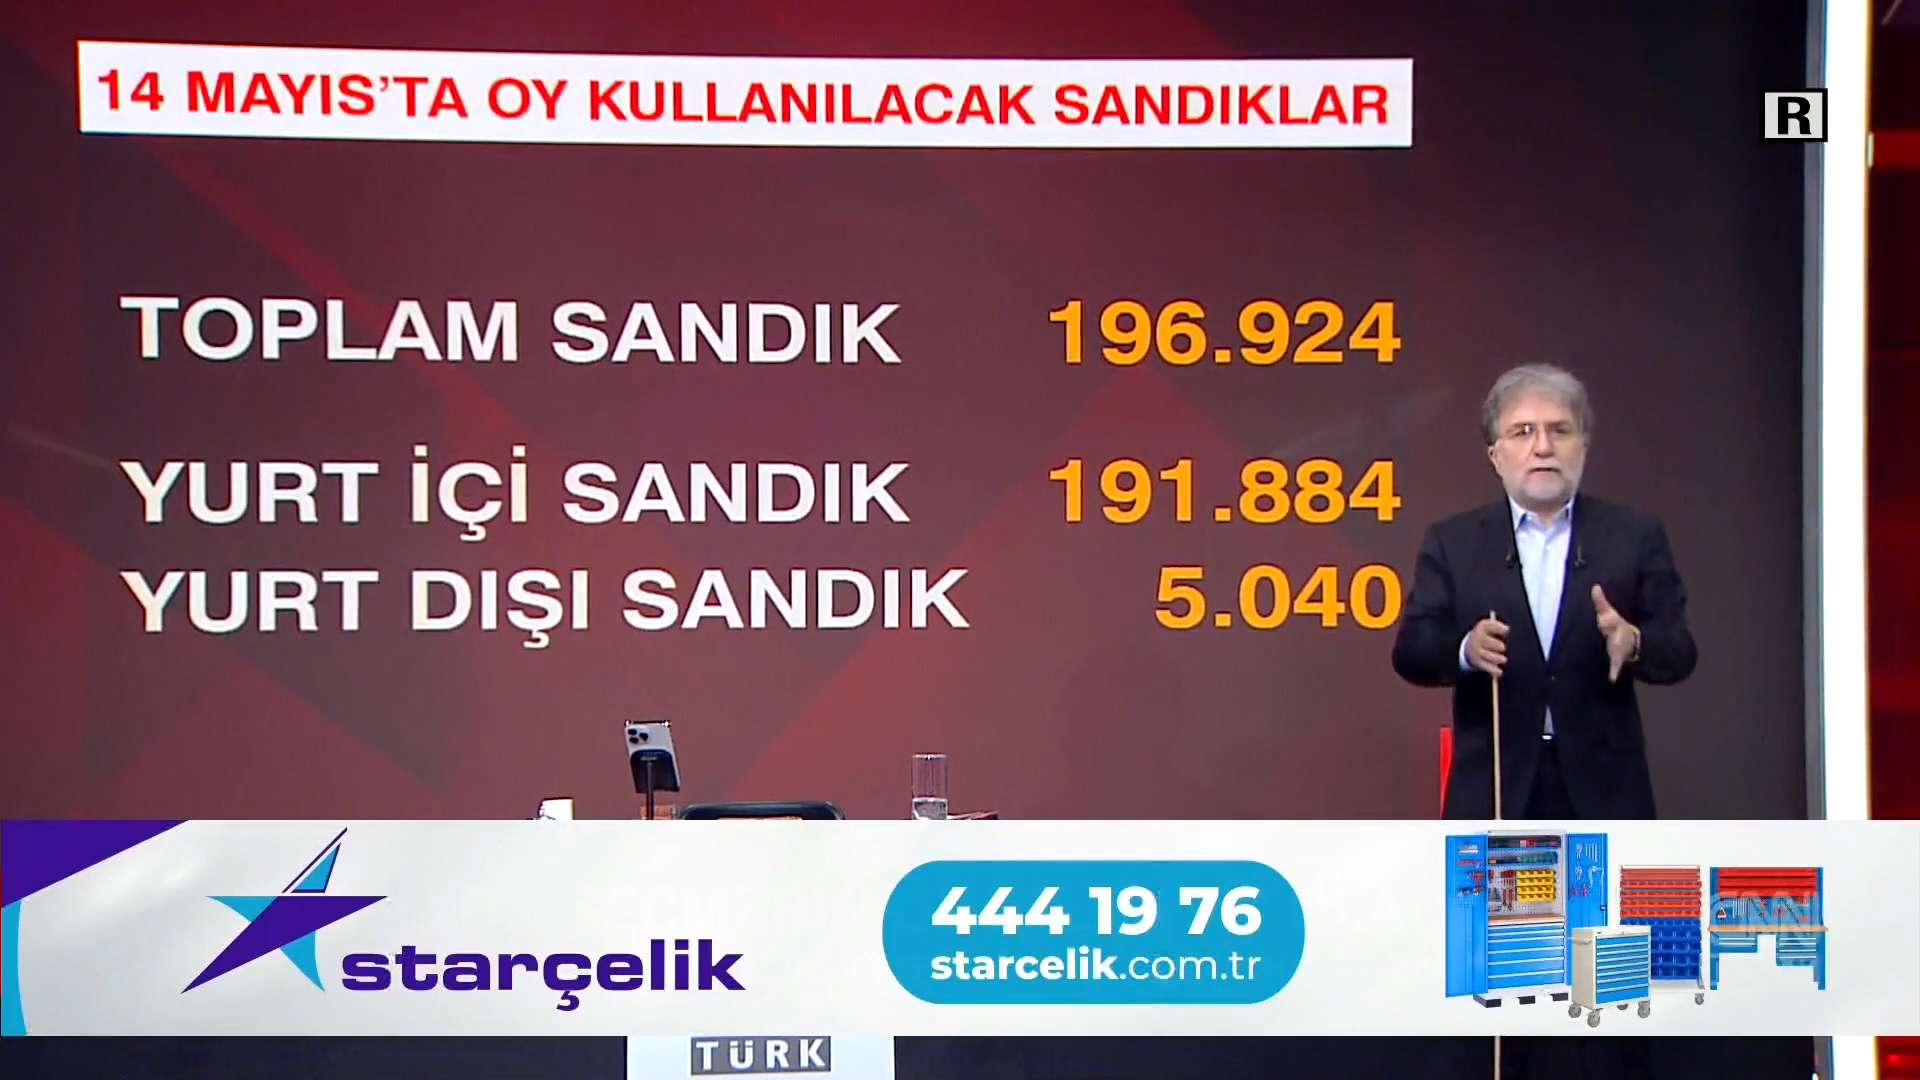 14 MAYIS'TA OY KULLANILACAK SANDIKLAR
R
TOPLAM SANDIK 196.924
YURT İÇİ SANDIK 191.884
YURT DIŞI SANDIK 5.040
starçelik
444 19 76
starcelik.com.tr
CNN
TÜRK